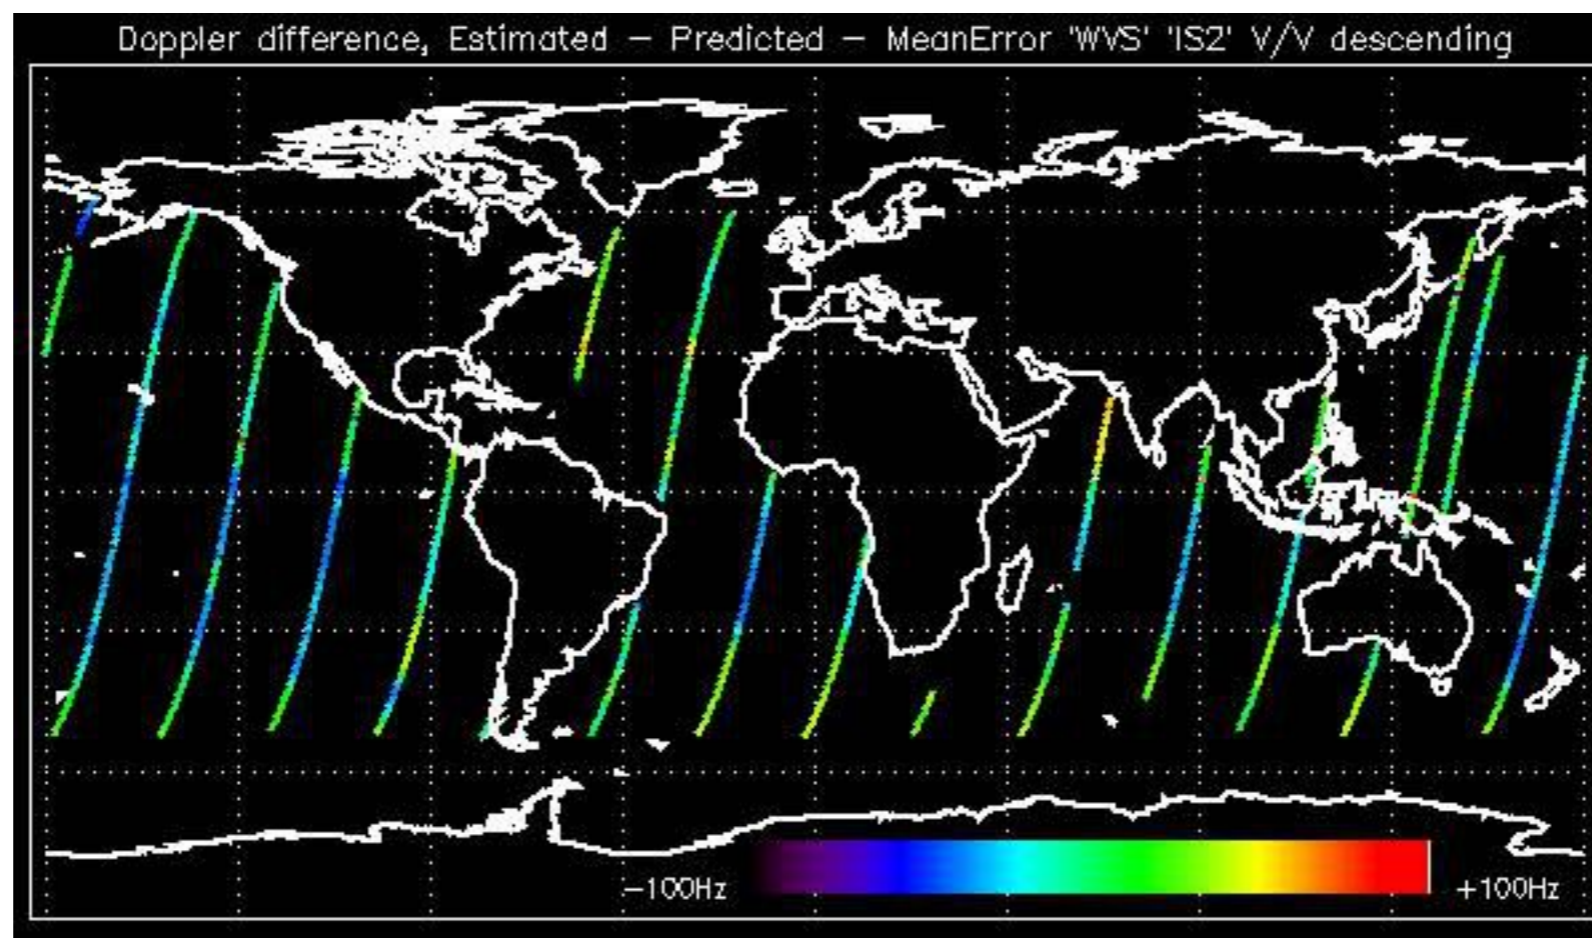 Doppler difference, Estimated – Predicted – MeanError 'WVS' 'IS2' V/V descending
–100Hz
+100Hz